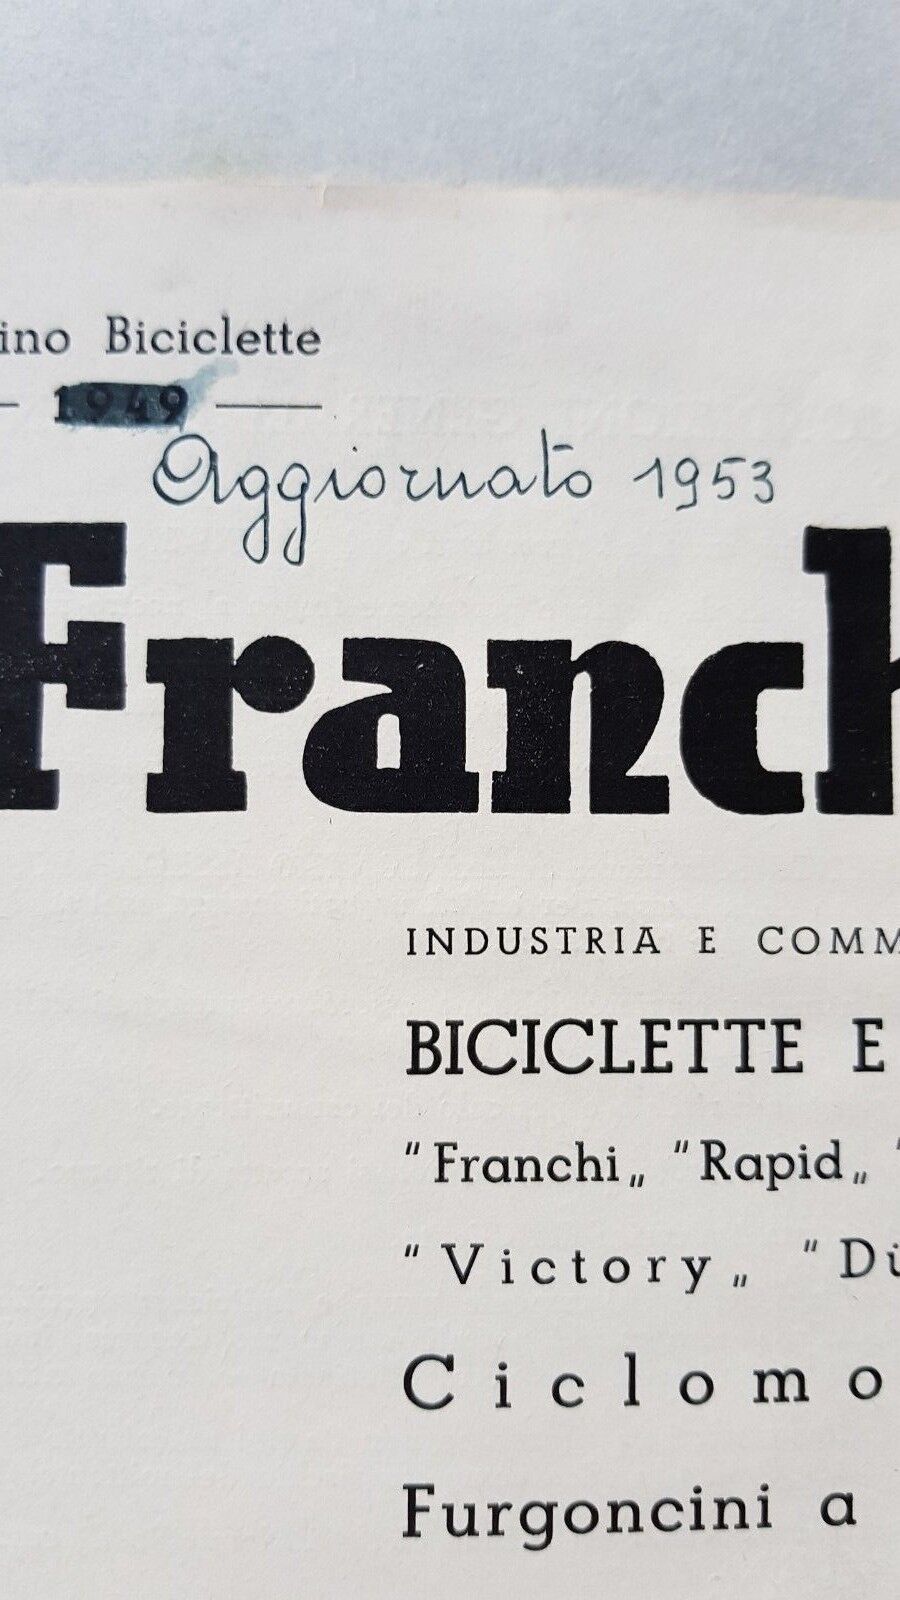 ino Biciclette
1949
Aggiornato 1953
Franch
INDUSTRIA E COMM
BICICLETTE E
"Franchi„ "Rapid„ "
"Victory„ "Dü
Ciclomo
Furgoncini a